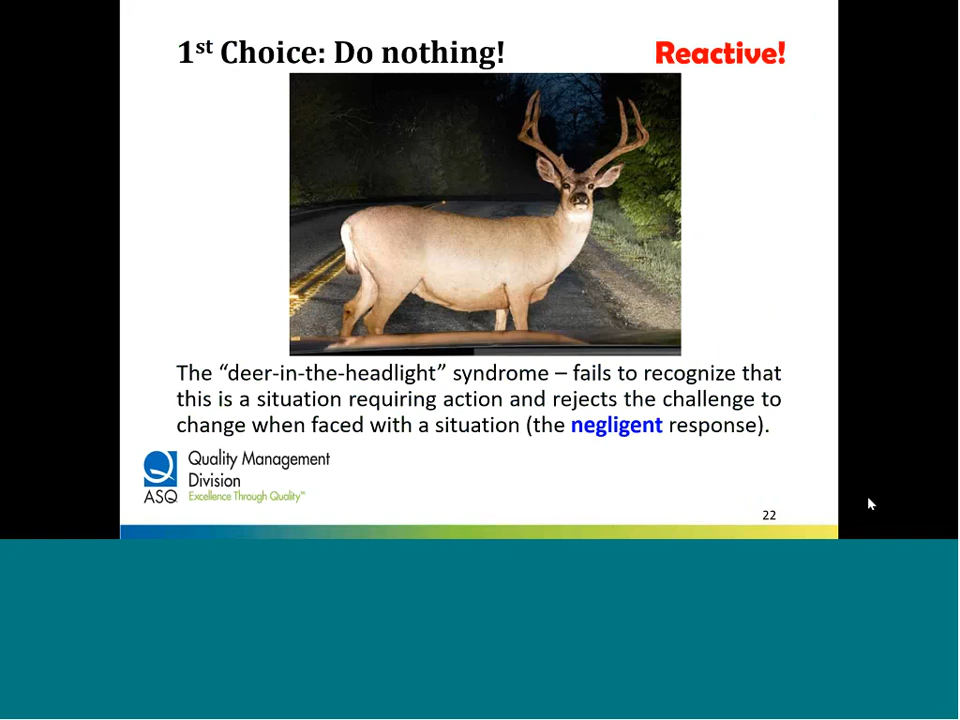 1st Choice: Do nothing! Reactive!
The “deer-in-the-headlight” syndrome – fails to recognize that
this is a situation requiring action and rejects the challenge to
change when faced with a situation (the negligent response).
Quality Management
Division
ASQ Excellence Through Quality™
22